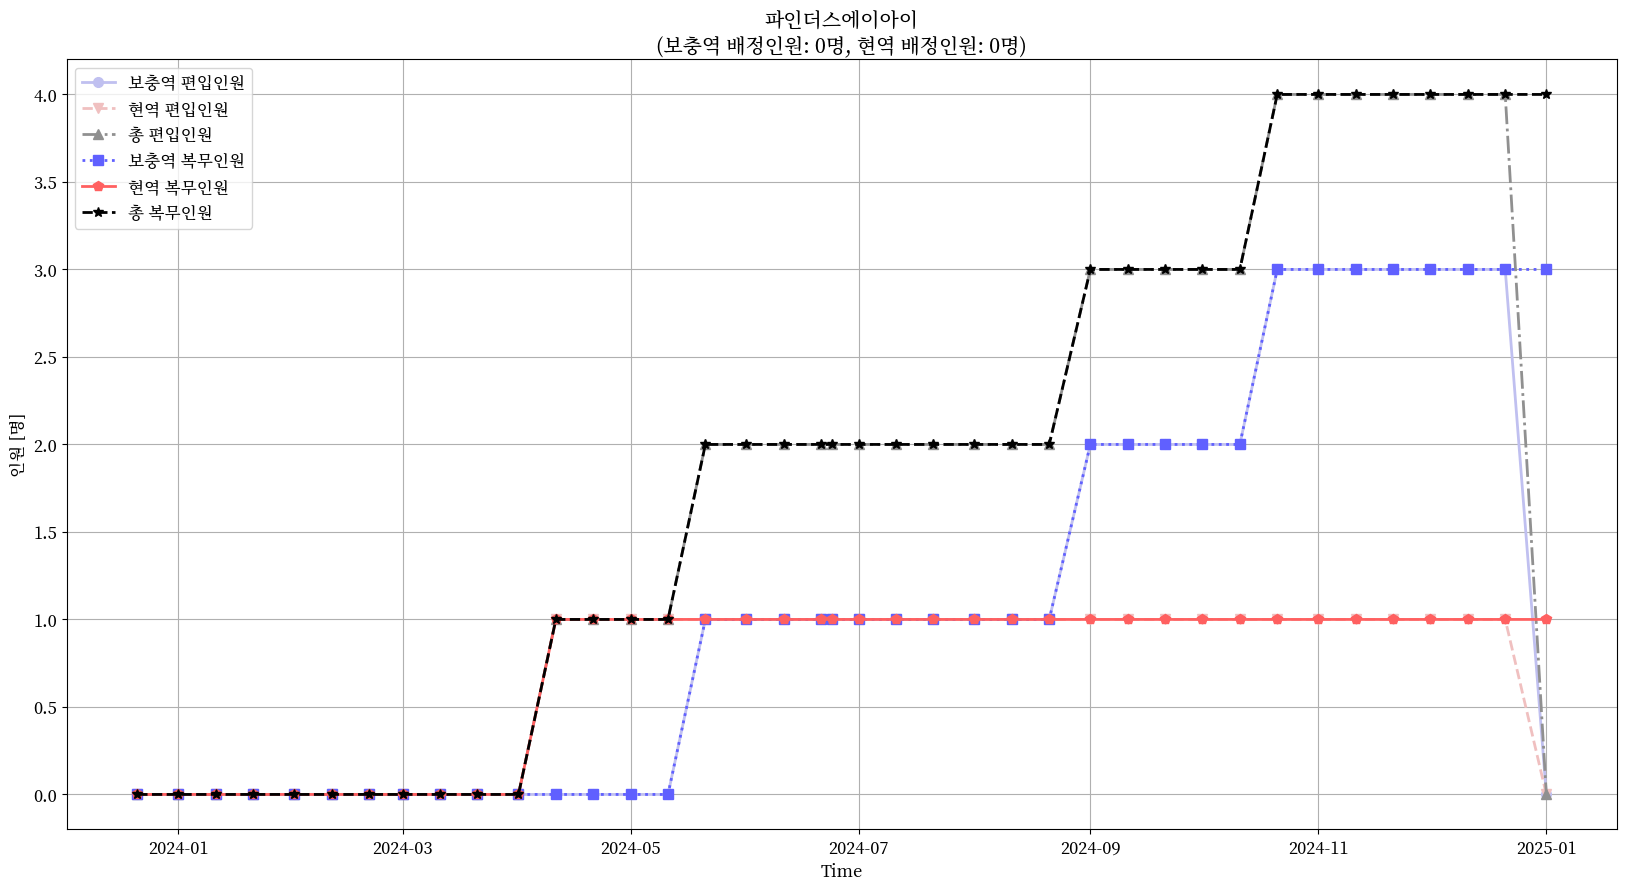 파인더스에이아이
(보충역 배정인원: 0명, 현역 배정인원: 0명)
보충역 편입인원
현역 편입인원
총 편입인원
보충역 복무인원
현역 복무인원
총 복무인원
인원 [명]
4.0
3.5
3.0
2.5
2.0
1.5
1.0
0.5
0.0
2024-01
2024-03
2024-05
2024-07
2024-09
2024-11
2025-01
Time